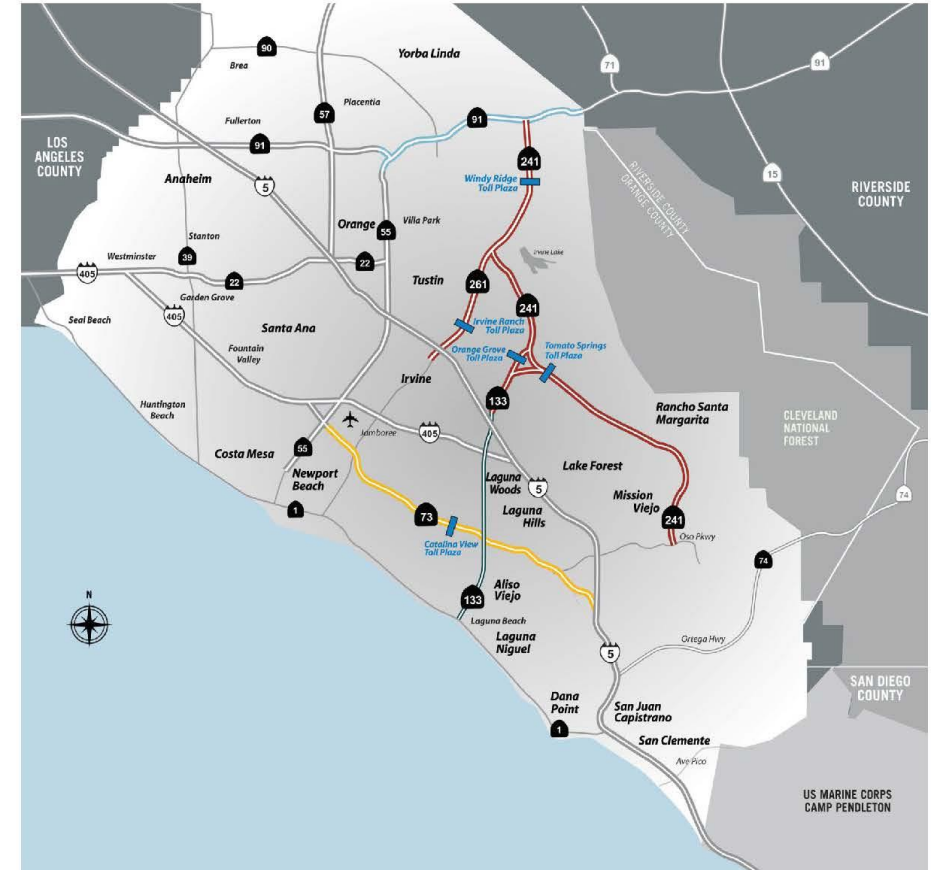 90
Brea
Yorba Linda
71
91
57
Placentia
Fullerton
91
91
LOS
ANGELES
COUNTY
241
Windy Ridge
Toll Plaza
15
RIVERSIDE
COUNTY
RIVERSIDE COUNTY
ORANGE COUNTY
Anaheim
5
Orange
55
Villa Park
Stanton
39
Westminster
405
22
22
Garden Grove
Tustin
Irvine Lake
261
241
405
Seal Beach
Santa Ana
Irvine Ranch
Toll Plaza
Orange Grove
Toll Plaza
Tomato Springs
Toll Plaza
Fountain
Valley
Irvine
133
Huntington
Beach
Jamboree
405
Rancho Santa
Margarita
CLEVELAND
NATIONAL
FOREST
Costa Mesa
55
Newport
Beach
1
Laguna
Woods
5
Lake Forest
Laguna
Hills
Mission
Viejo
241
Oso Pkwy
74
73
Catalina View
Toll Plaza
74
N
Aliso
Viejo
133
Laguna Beach
Laguna
Niguel
5
Ortega Hwy
SAN DIEGO
COUNTY
Dana
Point
1
San Juan
Capistrano
San Clemente
Ave Pico
US MARINE CORPS
CAMP PENDLETON